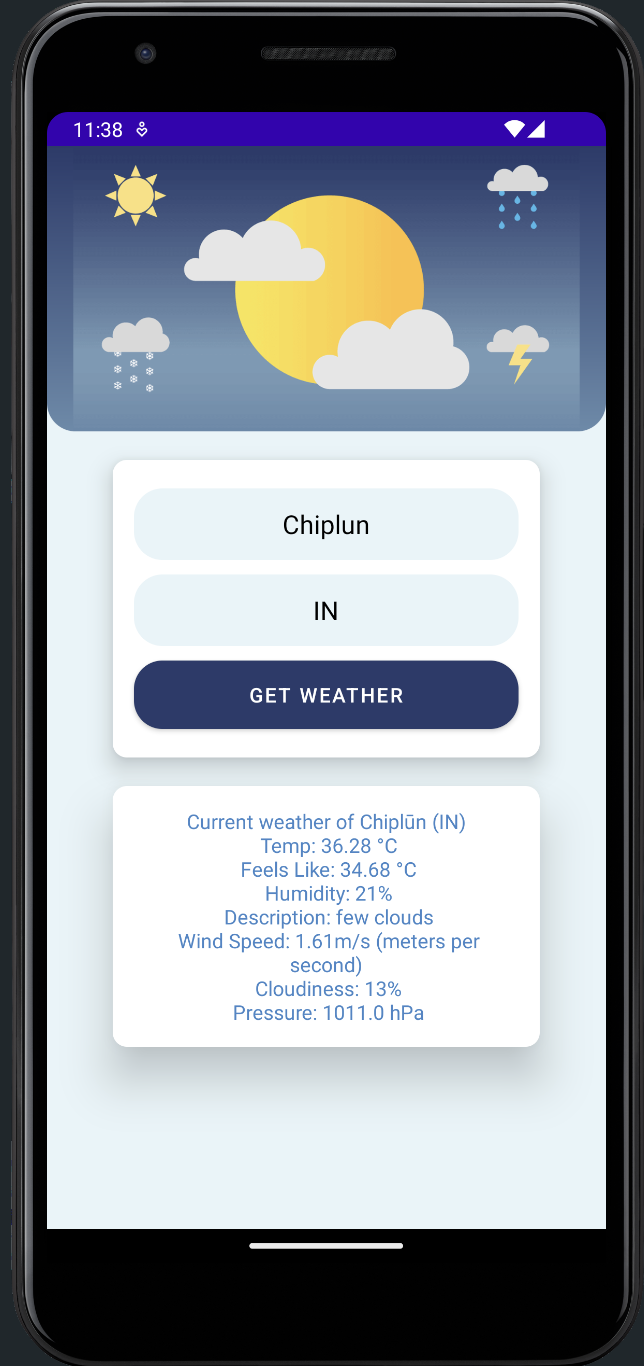 11:38
Chiplun
IN
GET WEATHER
Current weather of Chiplūn (IN)
Temp: 36.28 °C
Feels Like: 34.68 °C
Humidity: 21%
Description: few clouds
Wind Speed: 1.61m/s (meters per
second)
Cloudiness: 13%
Pressure: 1011.0 hPa